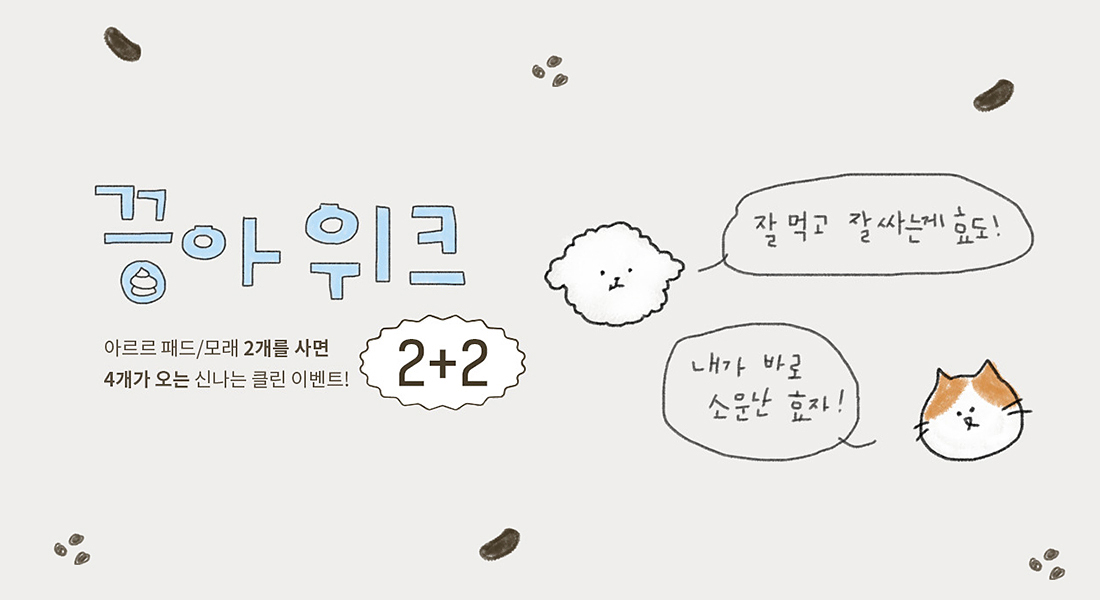 끙아 위크
아르르 패드/모래 2개를 사면
4개가 오는 신나는 클린 이벤트!
2+2
잘 먹고 잘 싸는게 효도!
내가 바로
소문난 효자!